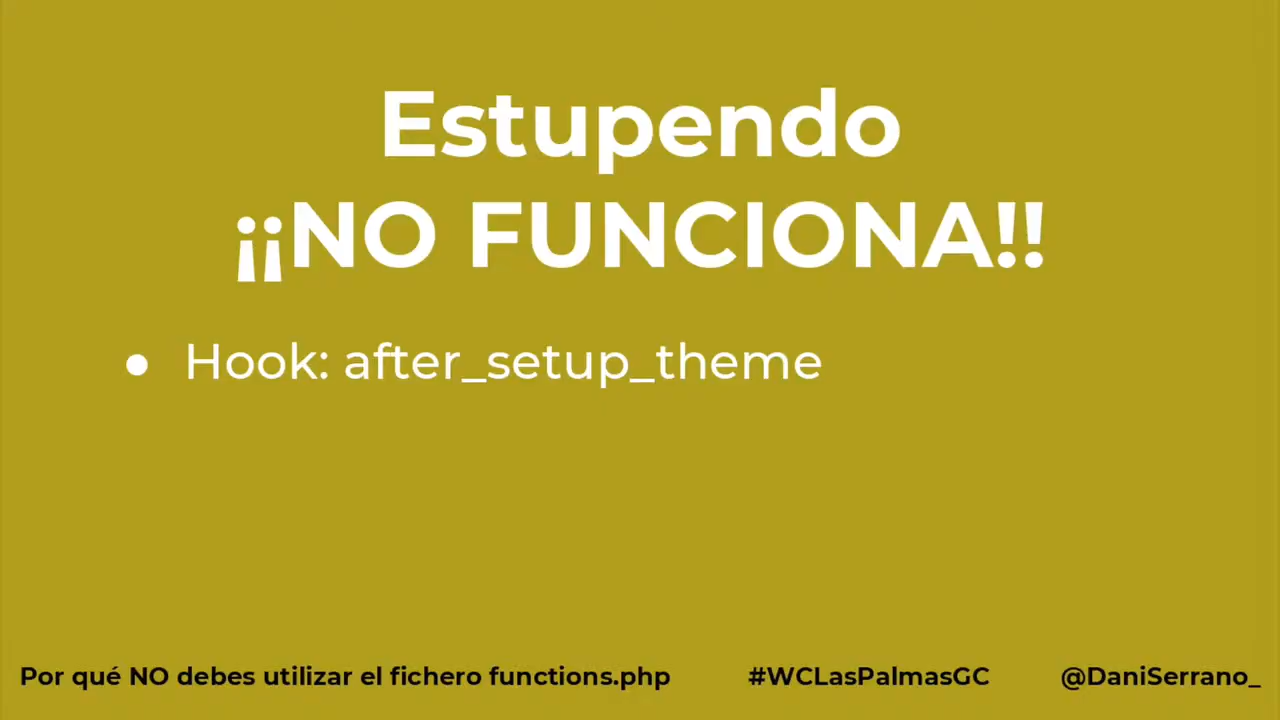 Estupendo
¡¡NO FUNCIONA!!
● Hook: after_setup_theme
Por qué NO debes utilizar el fichero functions.php #WCLasPalmasGC @DaniSerrano_